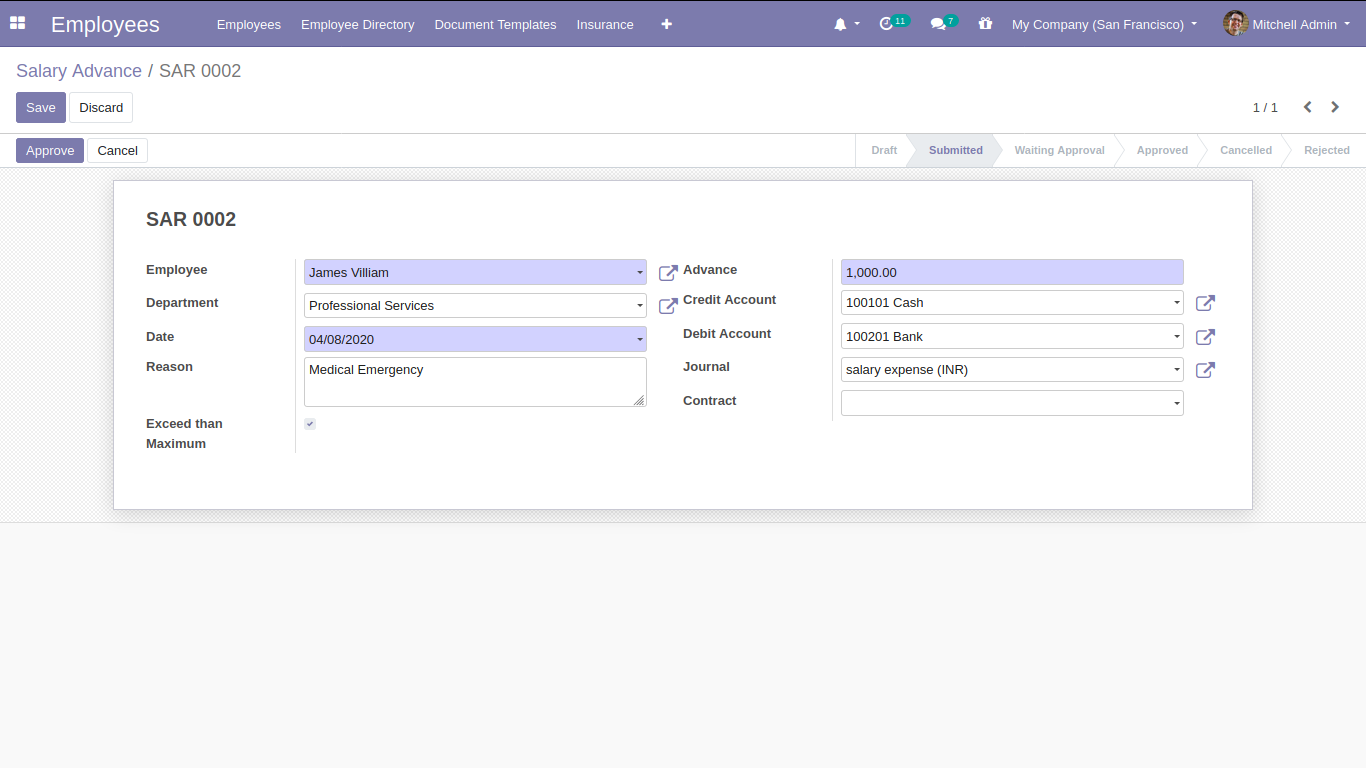 Employees Employees Employee Directory Document Templates Insurance 11 7 My Company (San Francisco) Mitchell Admin
Salary Advance / SAR 0002
Save Discard 1 / 1
Approve Cancel Draft Submitted Waiting Approval Approved Cancelled Rejected
SAR 0002
Employee James Villiam
Department Professional Services
Date 04/08/2020
Reason Medical Emergency
Exceed than
Maximum
Advance 1,000.00
Credit Account 100101 Cash
Debit Account 100201 Bank
Journal salary expense (INR)
Contract